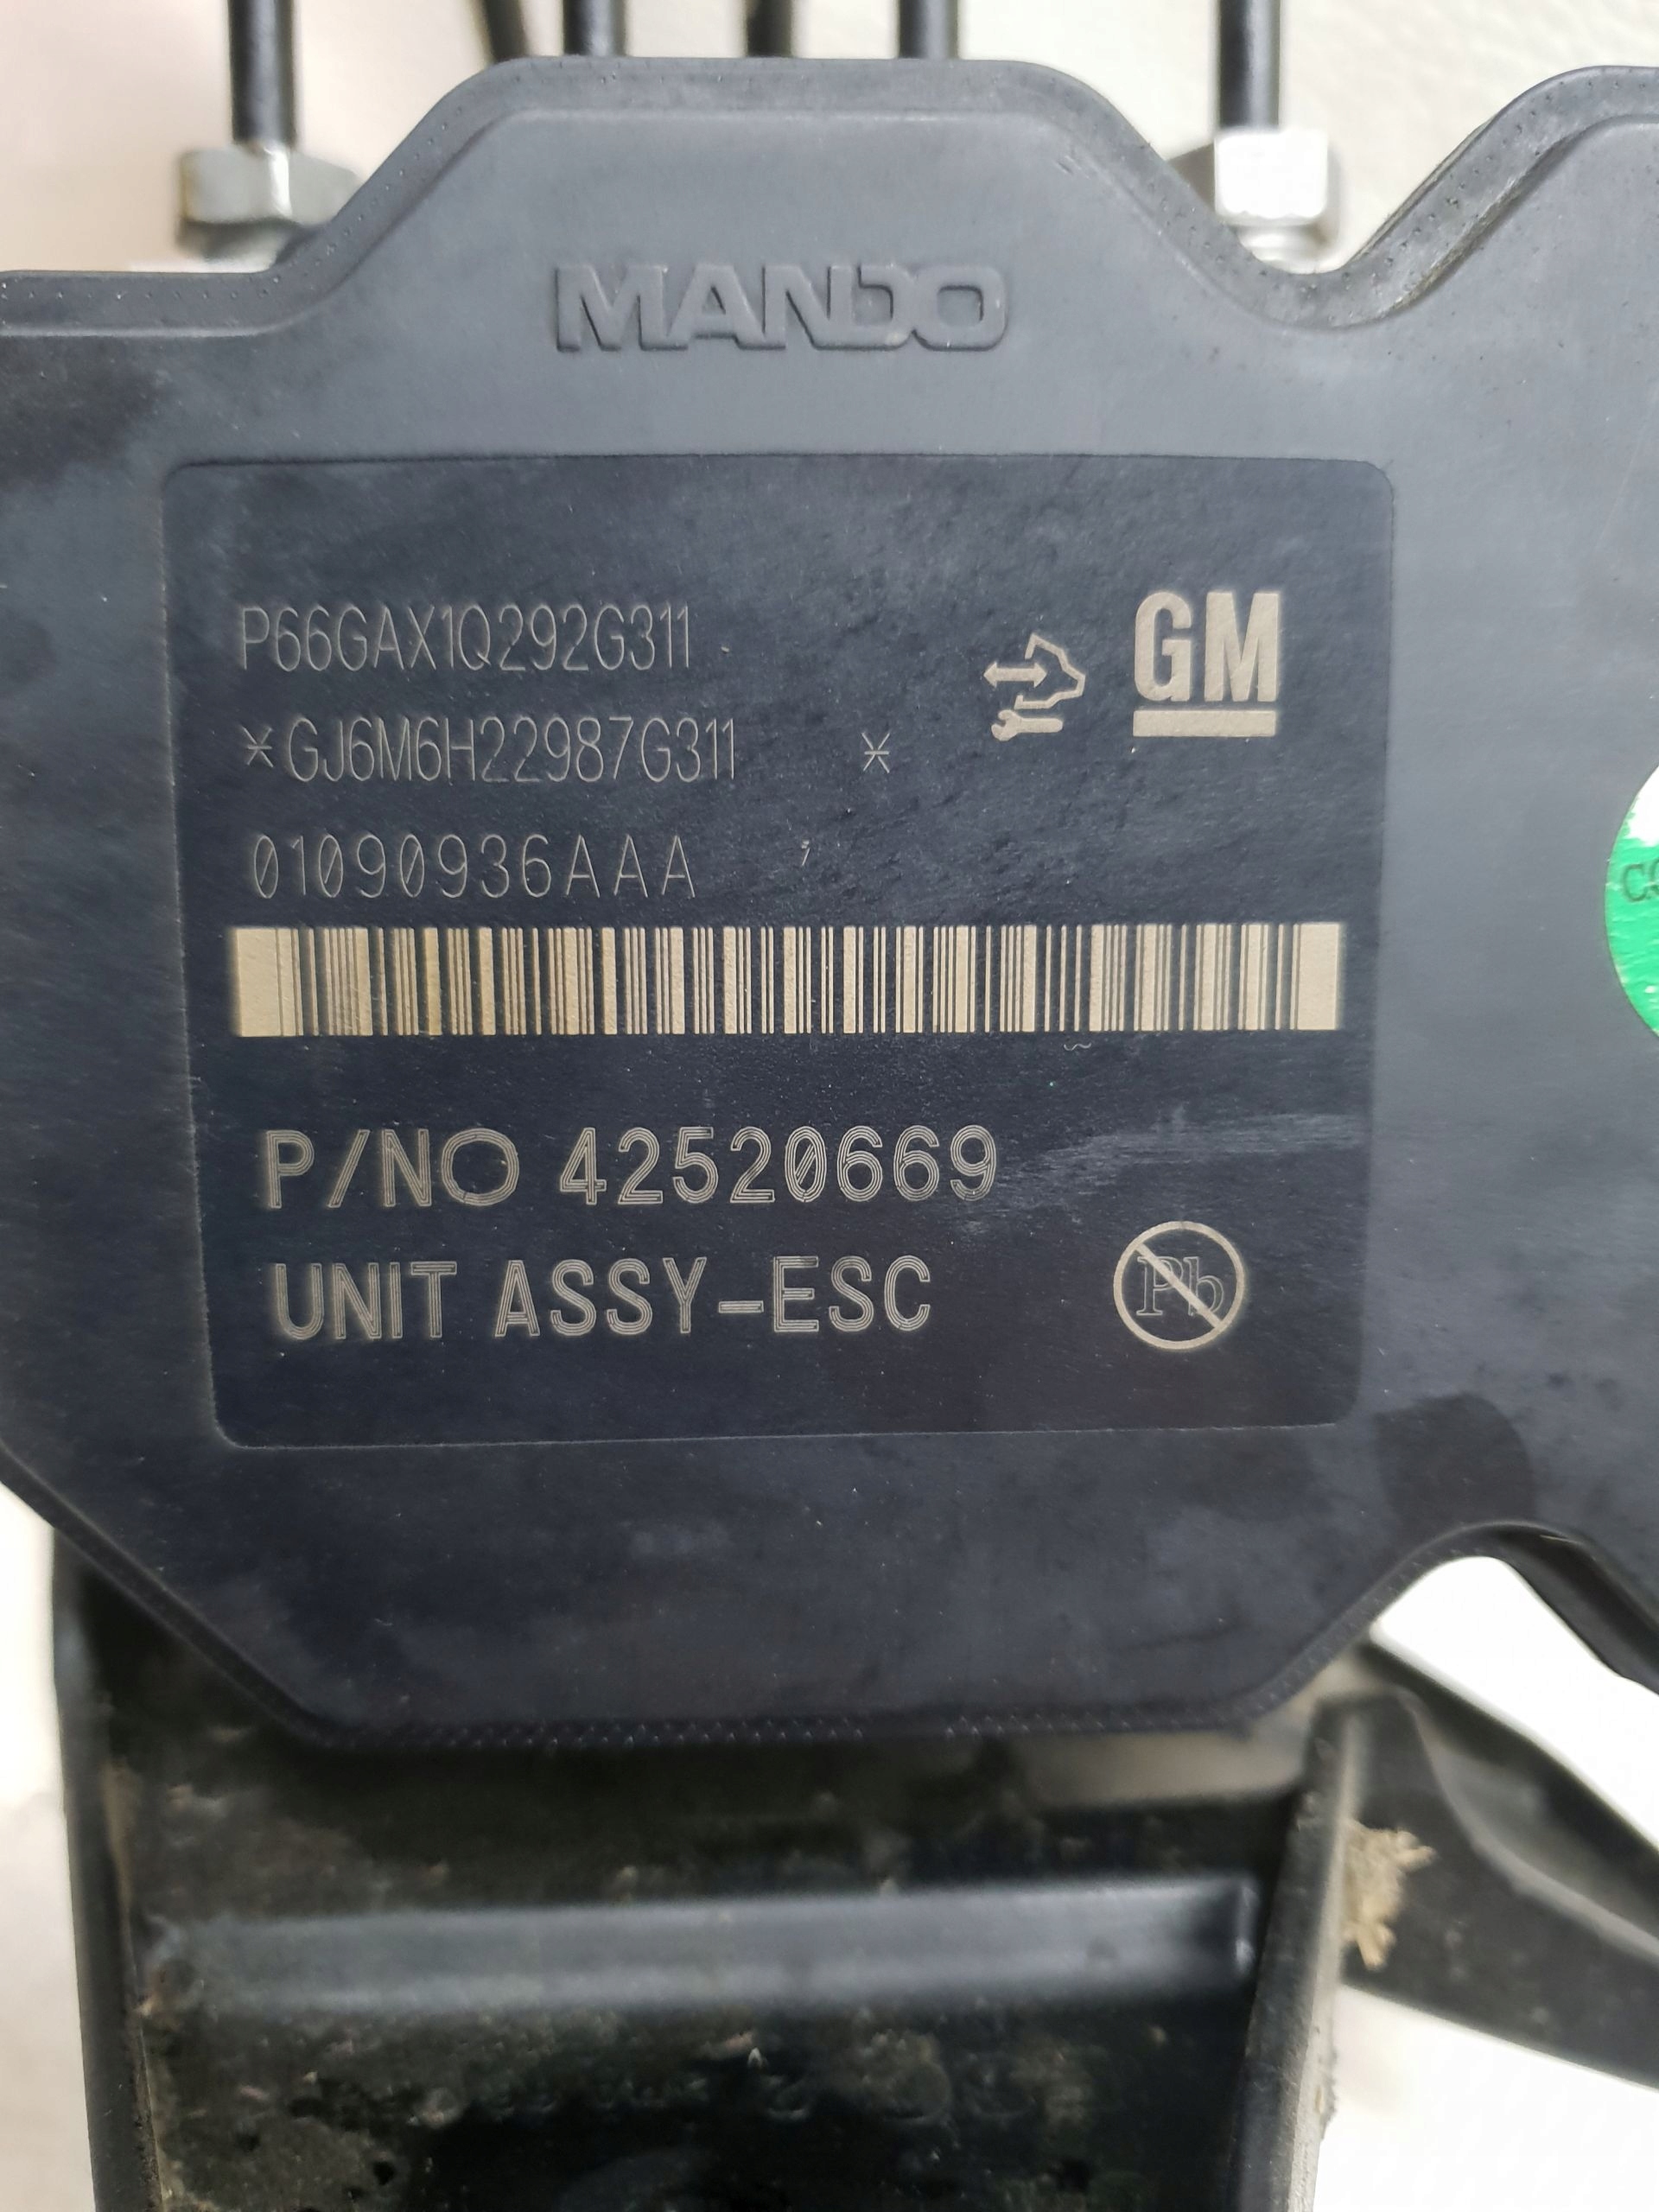 MANDO
P66GAX1Q292G311
GM
*GJ6M6H22987G311 *
01090936AAA
P/NO 42520669
UNIT ASSY-ESC
Pb